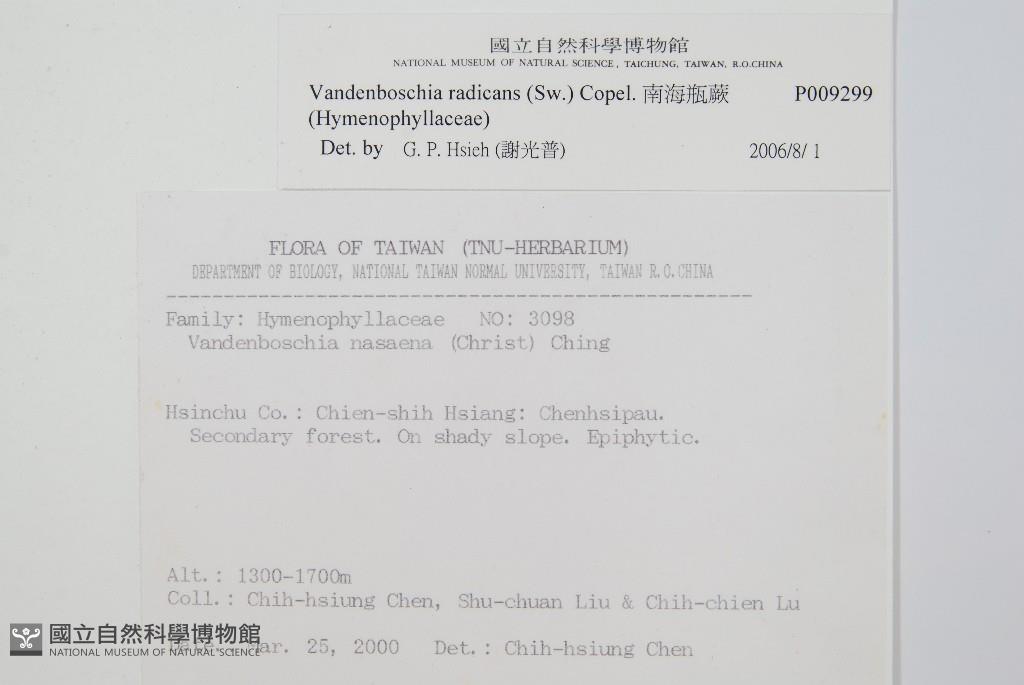 國立自然科學博物館
NATIONAL MUSEUM OF NATURAL SCIENCE, TAICHUNG, TAIWAN, R.O.CHINA
Vandenboschia radicans (Sw.) Copel. 南海瓶蕨 P009299
(Hymenophyllaceae)
Det. by G. P. Hsieh (謝光普) 2006/8/ 1
FLORA OF TAIWAN (TNU-HERBARIUM)
DEPARTMENT OF BIOLOGY, NATIONAL TAIWAN NORMAL UNIVERSITY, TAIWAN R.O.CHINA
Family: Hymenophyllaceae NO: 3098
Vandenboschia nasaena (Christ) Ching
Hsinchu Co.: Chien-shih Hsiang: Chenhsipau.
Secondary forest. On shady slope. Epiphytic.
Alt.: 1300-1700m
Coll.: Chih-hsiung Chen, Shu-chuan Liu & Chih-chien Lu
Date: Mar. 25, 2000 Det.: Chih-hsiung Chen
國立自然科學博物館
NATIONAL MUSEUM OF NATURAL SCIENCE